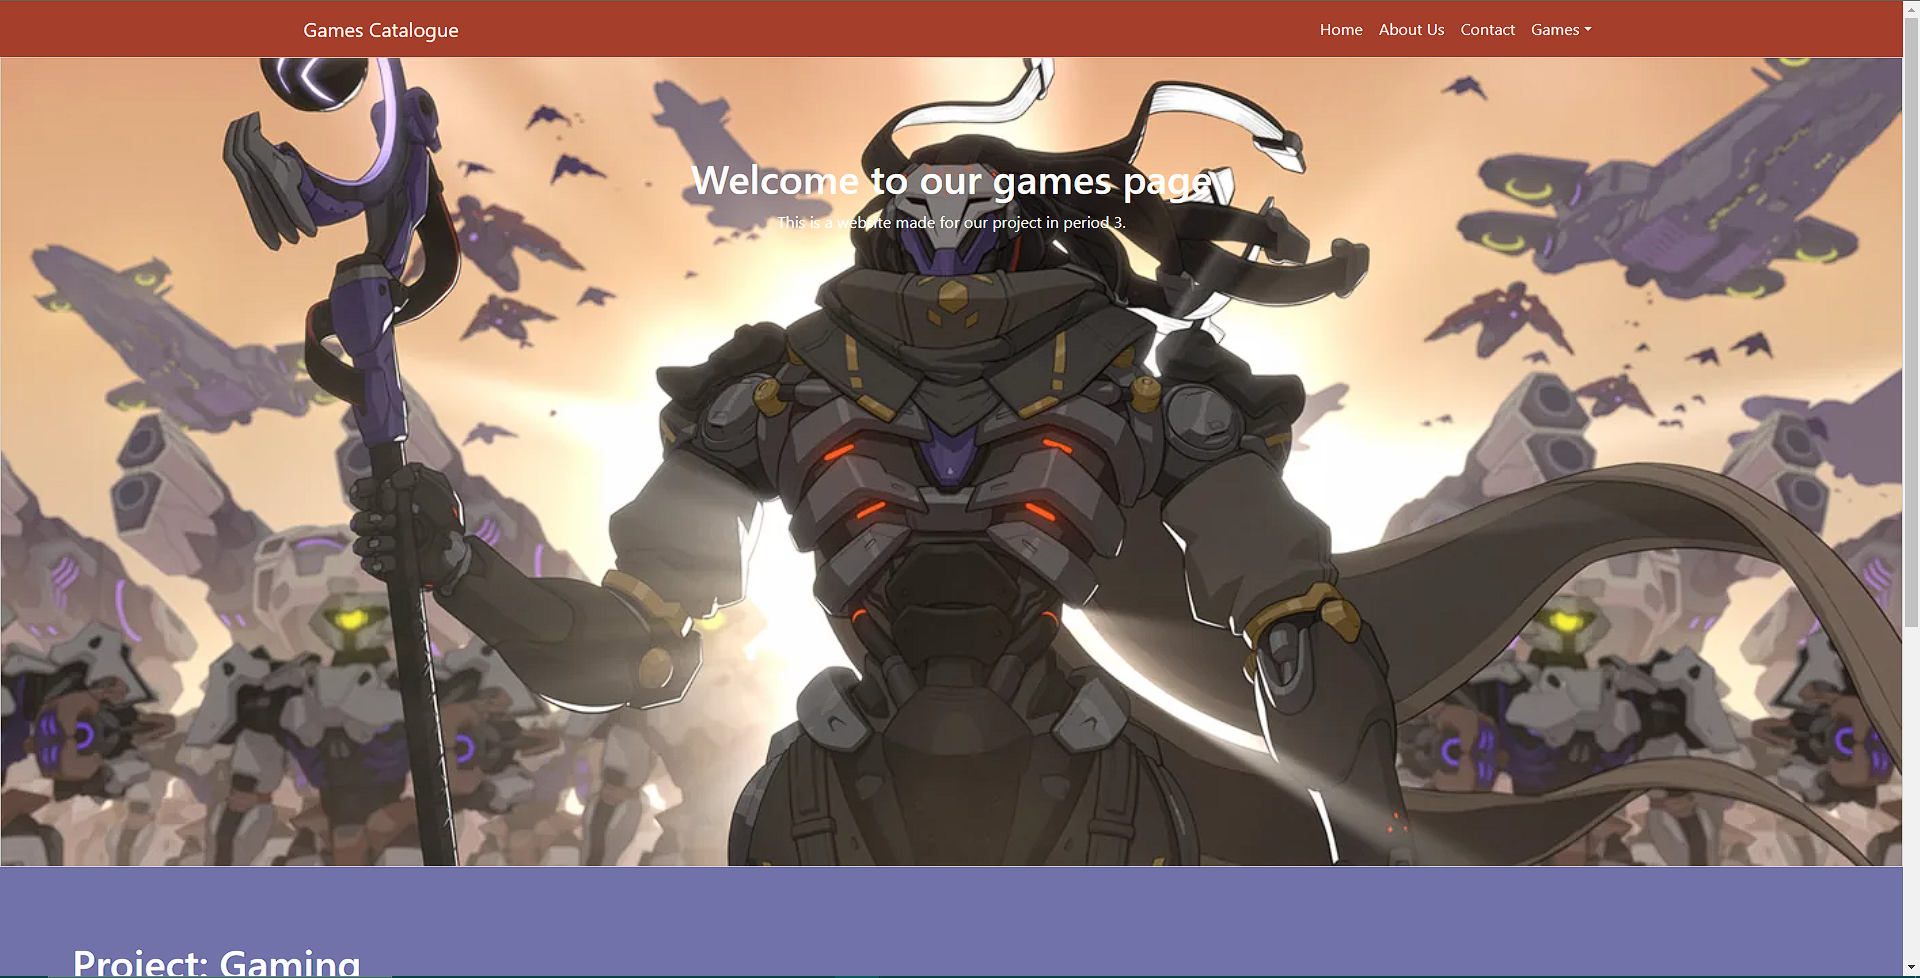 Games Catalogue
Home About Us Contact Games
Welcome to our games page
This is a website made for our project in period 3.
Project: Gaming